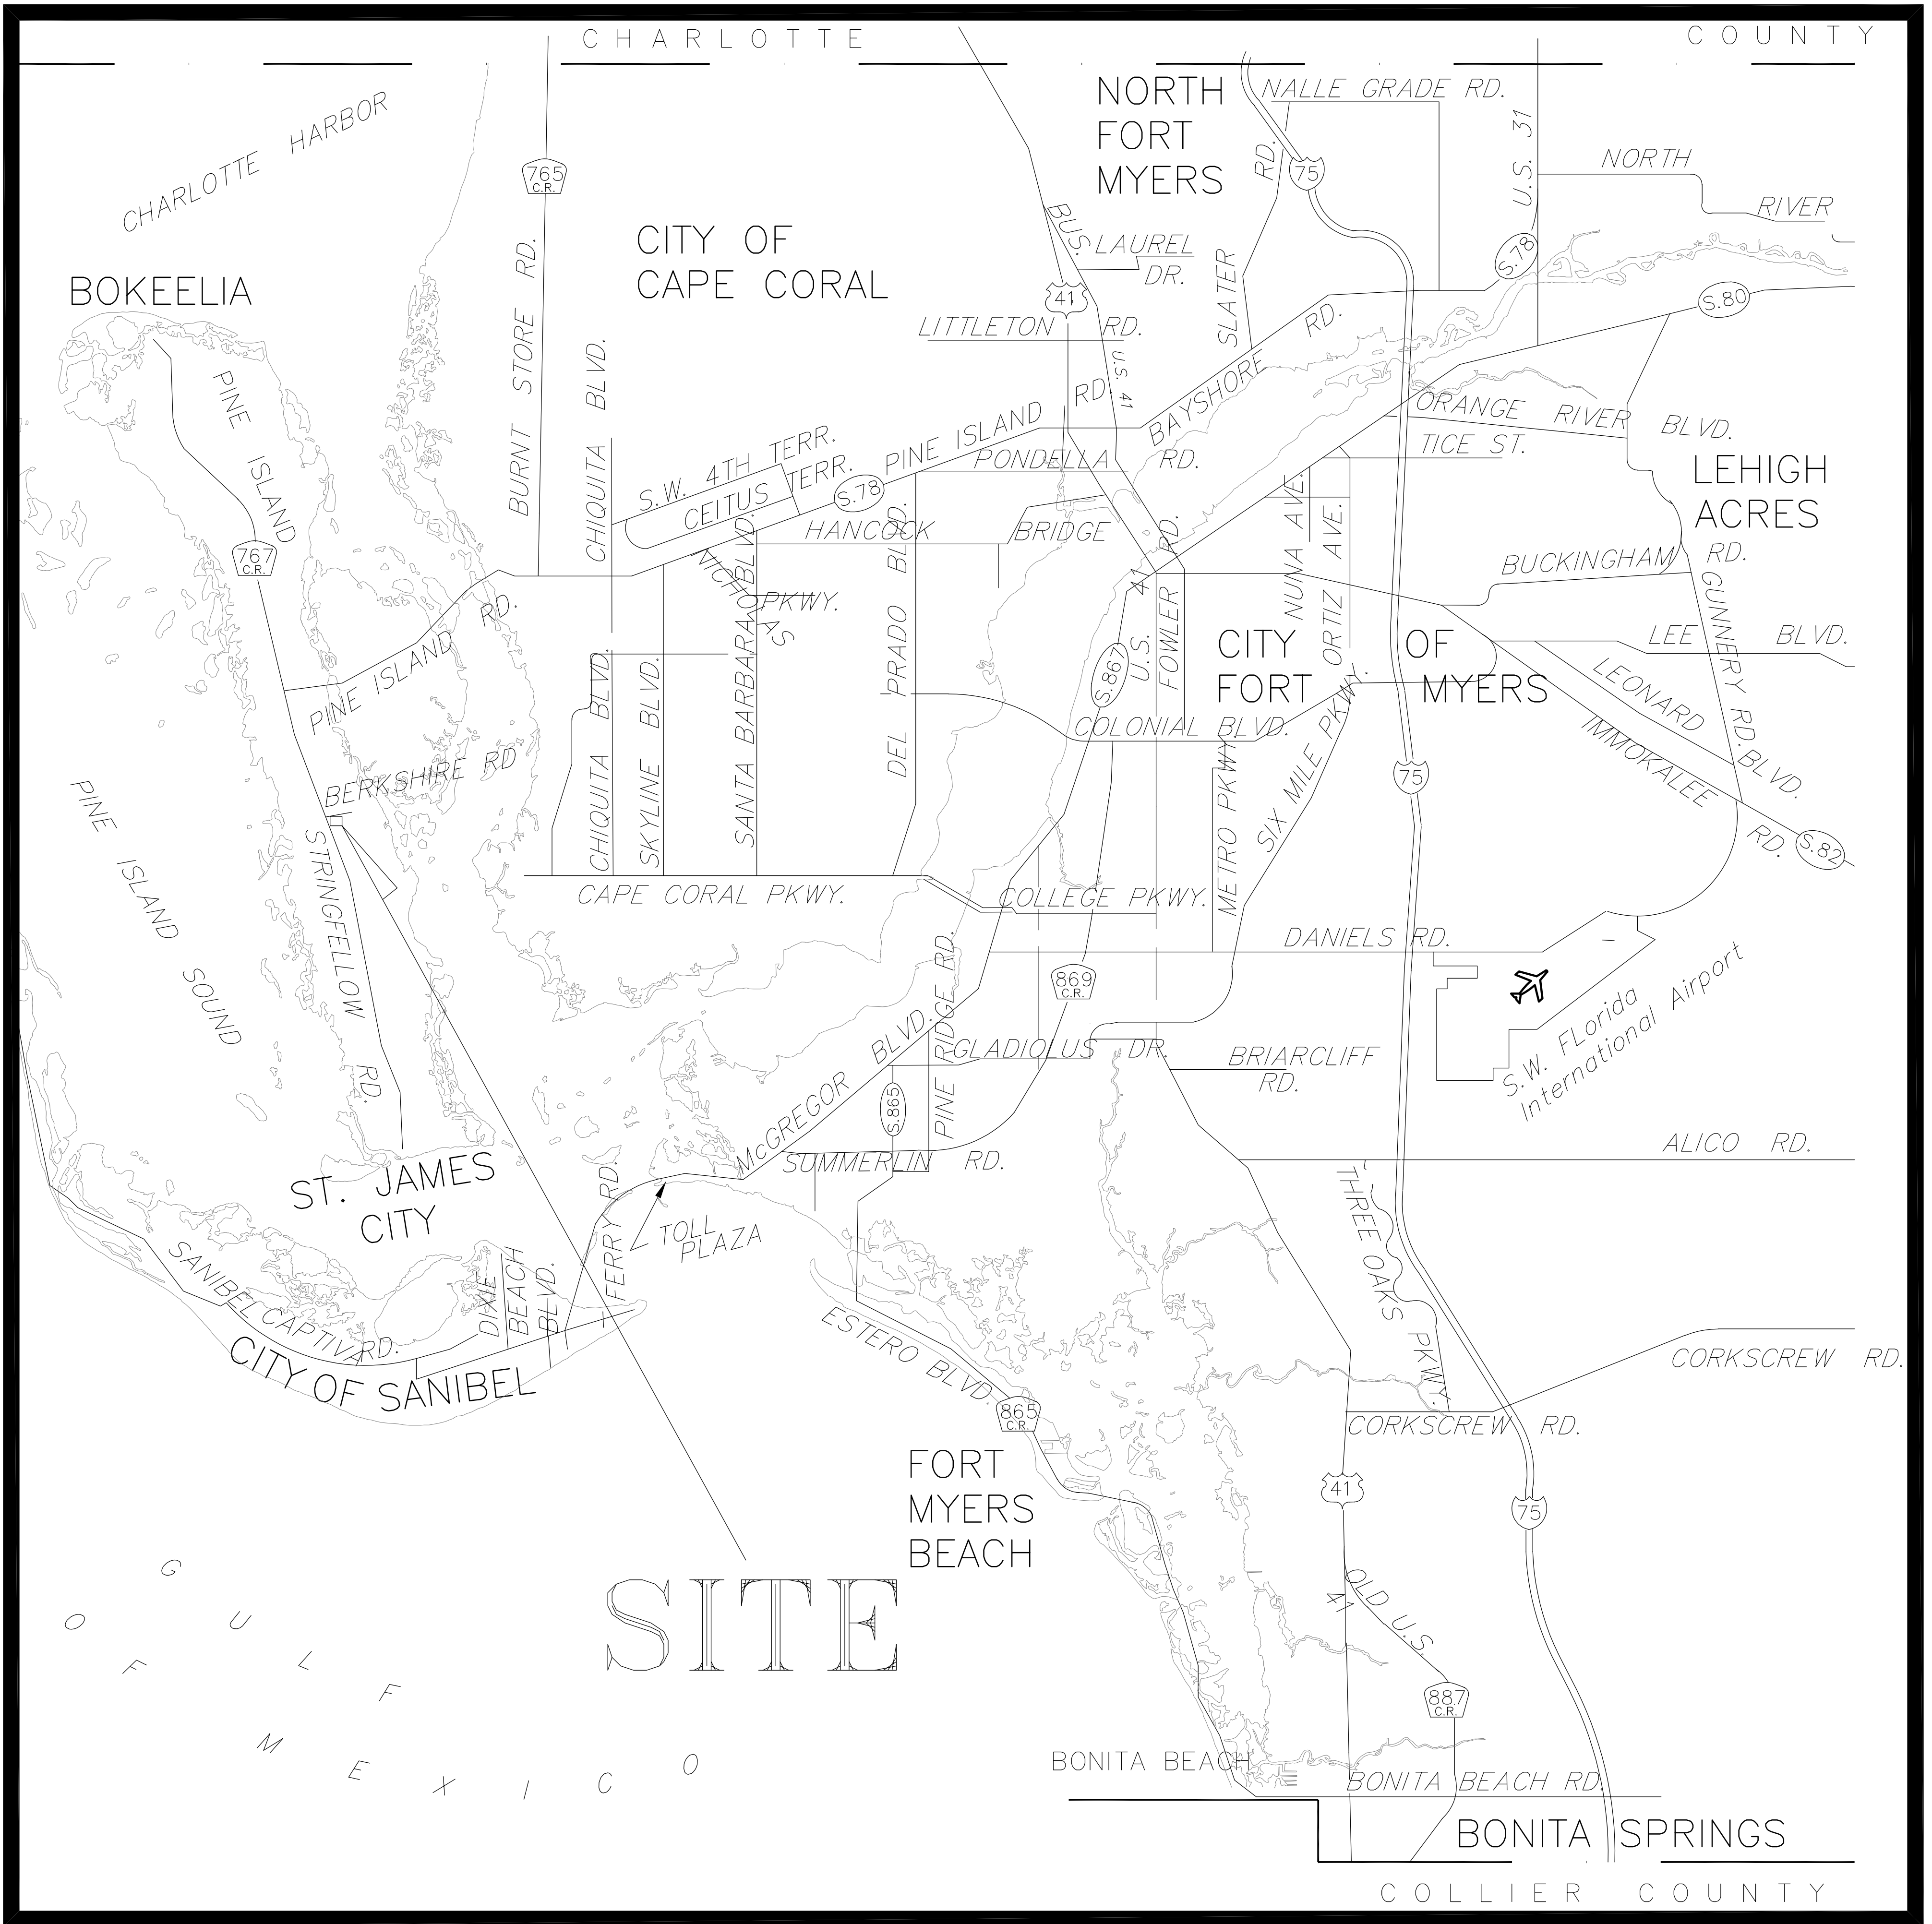 CHARLOTTE
COUNTY
CHARLOTTE HARBOR
NORTH
FORT
MYERS
NALLE GRADE RD.
U.S. 31
765
C.R.
75
RD.
NORTH
RIVER
CITY OF
CAPE CORAL
BUS.
LAUREL
DR.
41
S.78
S.80
BOKEELIA
BURNT STORE RD.
LITTLETON RD.
SLATER
RD.
U.S. 41
BAYSHORE
CHIQUITA BLVD.
PINE ISLAND
PINE ISLAND RD.
ORANGE RIVER BLVD.
TICE ST.
S.W. 4TH TERR.
CEITUS TERR.
S.78
PONDELLA RD.
LEHIGH
ACRES
HANCOCK BRIDGE
NUNIA AVE.
ORTIZ AVE.
767
C.R.
NICHOLAS
PKWY.
BUCKINGHAM RD.
GUNNERY RD.
PINE ISLAND RD.
DEL PRADO BLVD.
41
U.S.
FOWLER RD.
S.867
CITY OF
FORT MYERS
LEE BLVD.
LEONARD
BLVD.
IMMOKALEE
RD.
S.82
CHIQUITA BLVD.
SKYLINE BLVD.
SANTA BARBARA BLVD.
COLONIAL BLVD.
METRO PKWY.
SIX MILE PKWY.
75
BERKSHIRE RD
STRINGFELLOW
RD.
PINE ISLAND SOUND
CAPE CORAL PKWY.
COLLEGE PKWY.
DANIELS RD.
869
C.R.
S.W. FLorida
International Airport
McGREGOR BLVD.
PINE RIDGE RD.
GLADIOLUS DR.
BRIARCLIFF
RD.
S.865
SUMMERLIN RD.
ALICO RD.
ST. JAMES
CITY
FERRY RD.
TOLL
PLAZA
THREE OAKS PKWY.
SANIBEL CAPTIVA
RD.
DIXIE
BEACH
BLVD.
CITY OF SANIBEL
ESTERO BLVD.
865
C.R.
CORKSCREW RD.
CORKSCREW RD.
FORT
MYERS
BEACH
41
75
SITE
GULF
OF
MEXICO
OLD U.S.
41
887
C.R.
BONITA BEACH
BONITA BEACH RD.
BONITA SPRINGS
COLLIER COUNTY